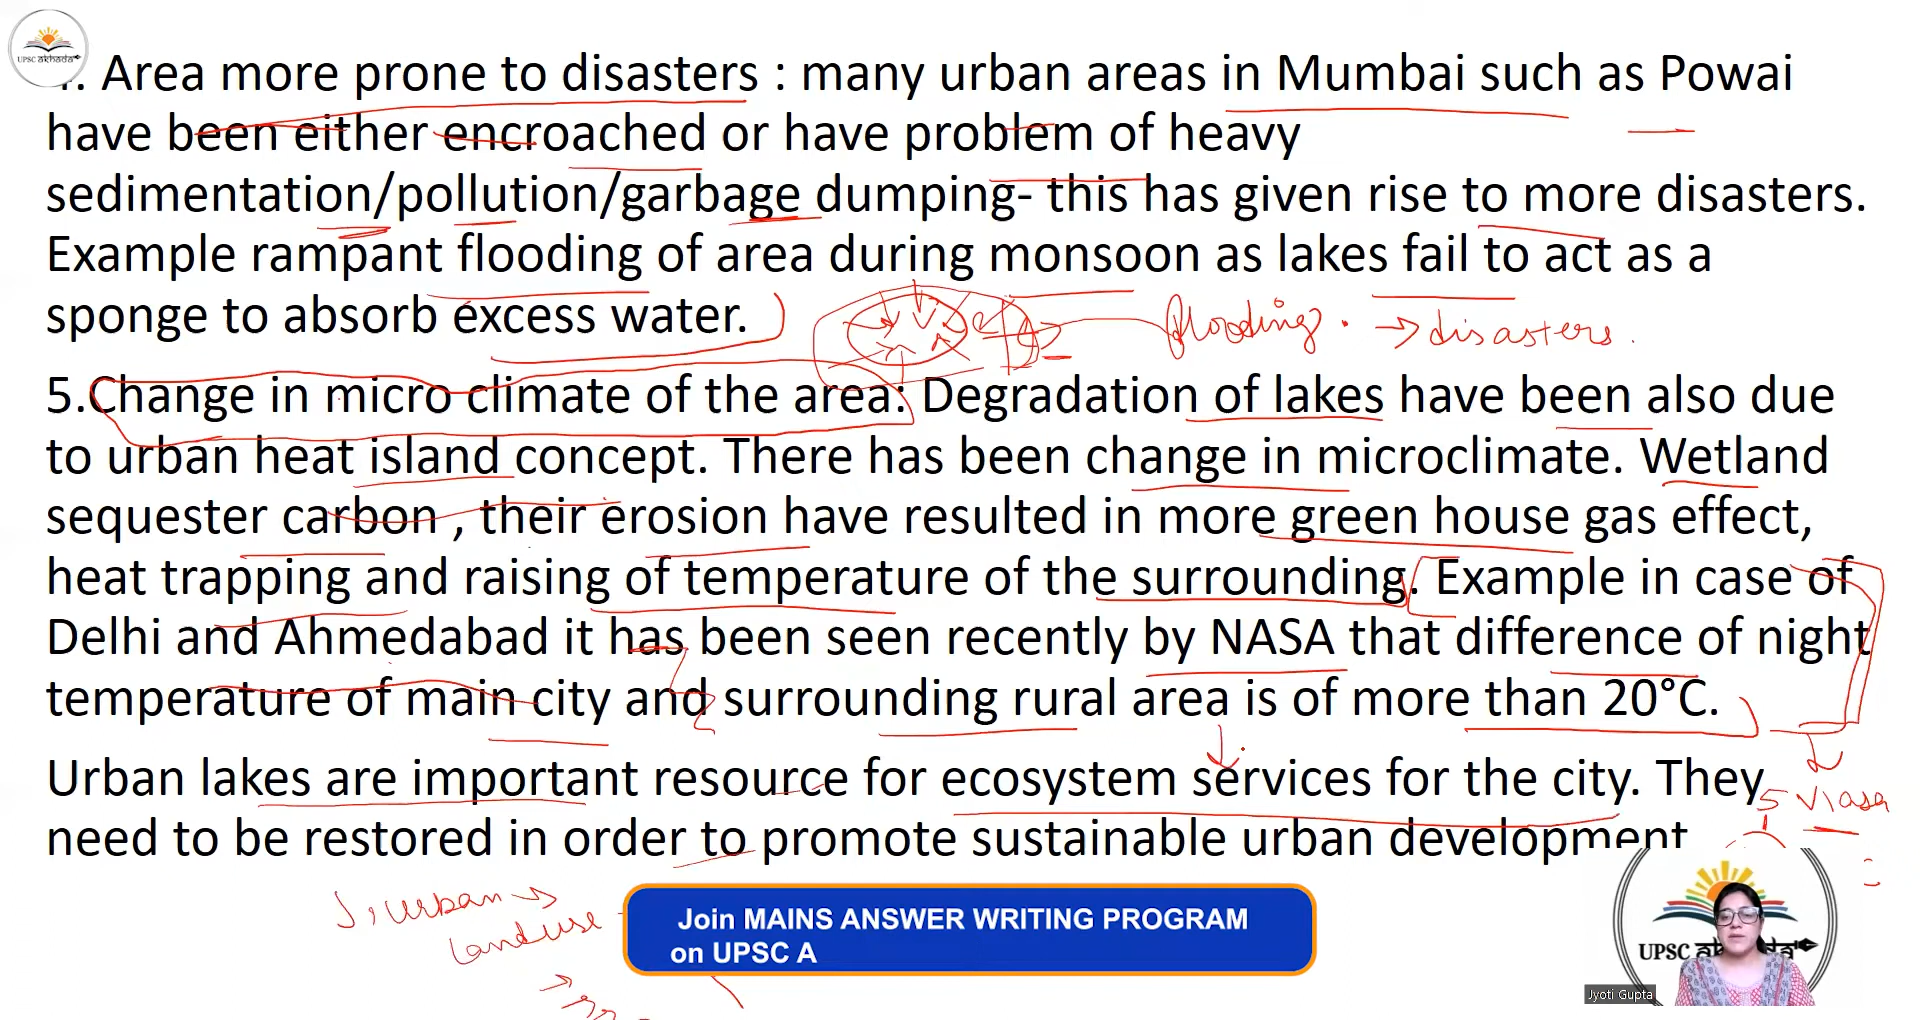 UPSC akhada
. Area more prone to disasters : many urban areas in Mumbai such as Powai
have been either encroached or have problem of heavy
sedimentation/pollution/garbage dumping- this has given rise to more disasters.
Example rampant flooding of area during monsoon as lakes fail to act as a
sponge to absorb excess water.
flooding. → disasters.
5.Change in micro climate of the area: Degradation of lakes have been also due
to urban heat island concept. There has been change in microclimate. Wetland
sequester carbon , their erosion have resulted in more green house gas effect,
heat trapping and raising of temperature of the surrounding. Example in case of
Delhi and Ahmedabad it has been seen recently by NASA that difference of night
temperature of main city and surrounding rural area is of more than 20°C.
Urban lakes are important resource for ecosystem services for the city. They
need to be restored in order to promote sustainable urban development
urban →
landuse
Join MAINS ANSWER WRITING PROGRAM
on UPSC A
UPSC akhada
Jyoti Gupta